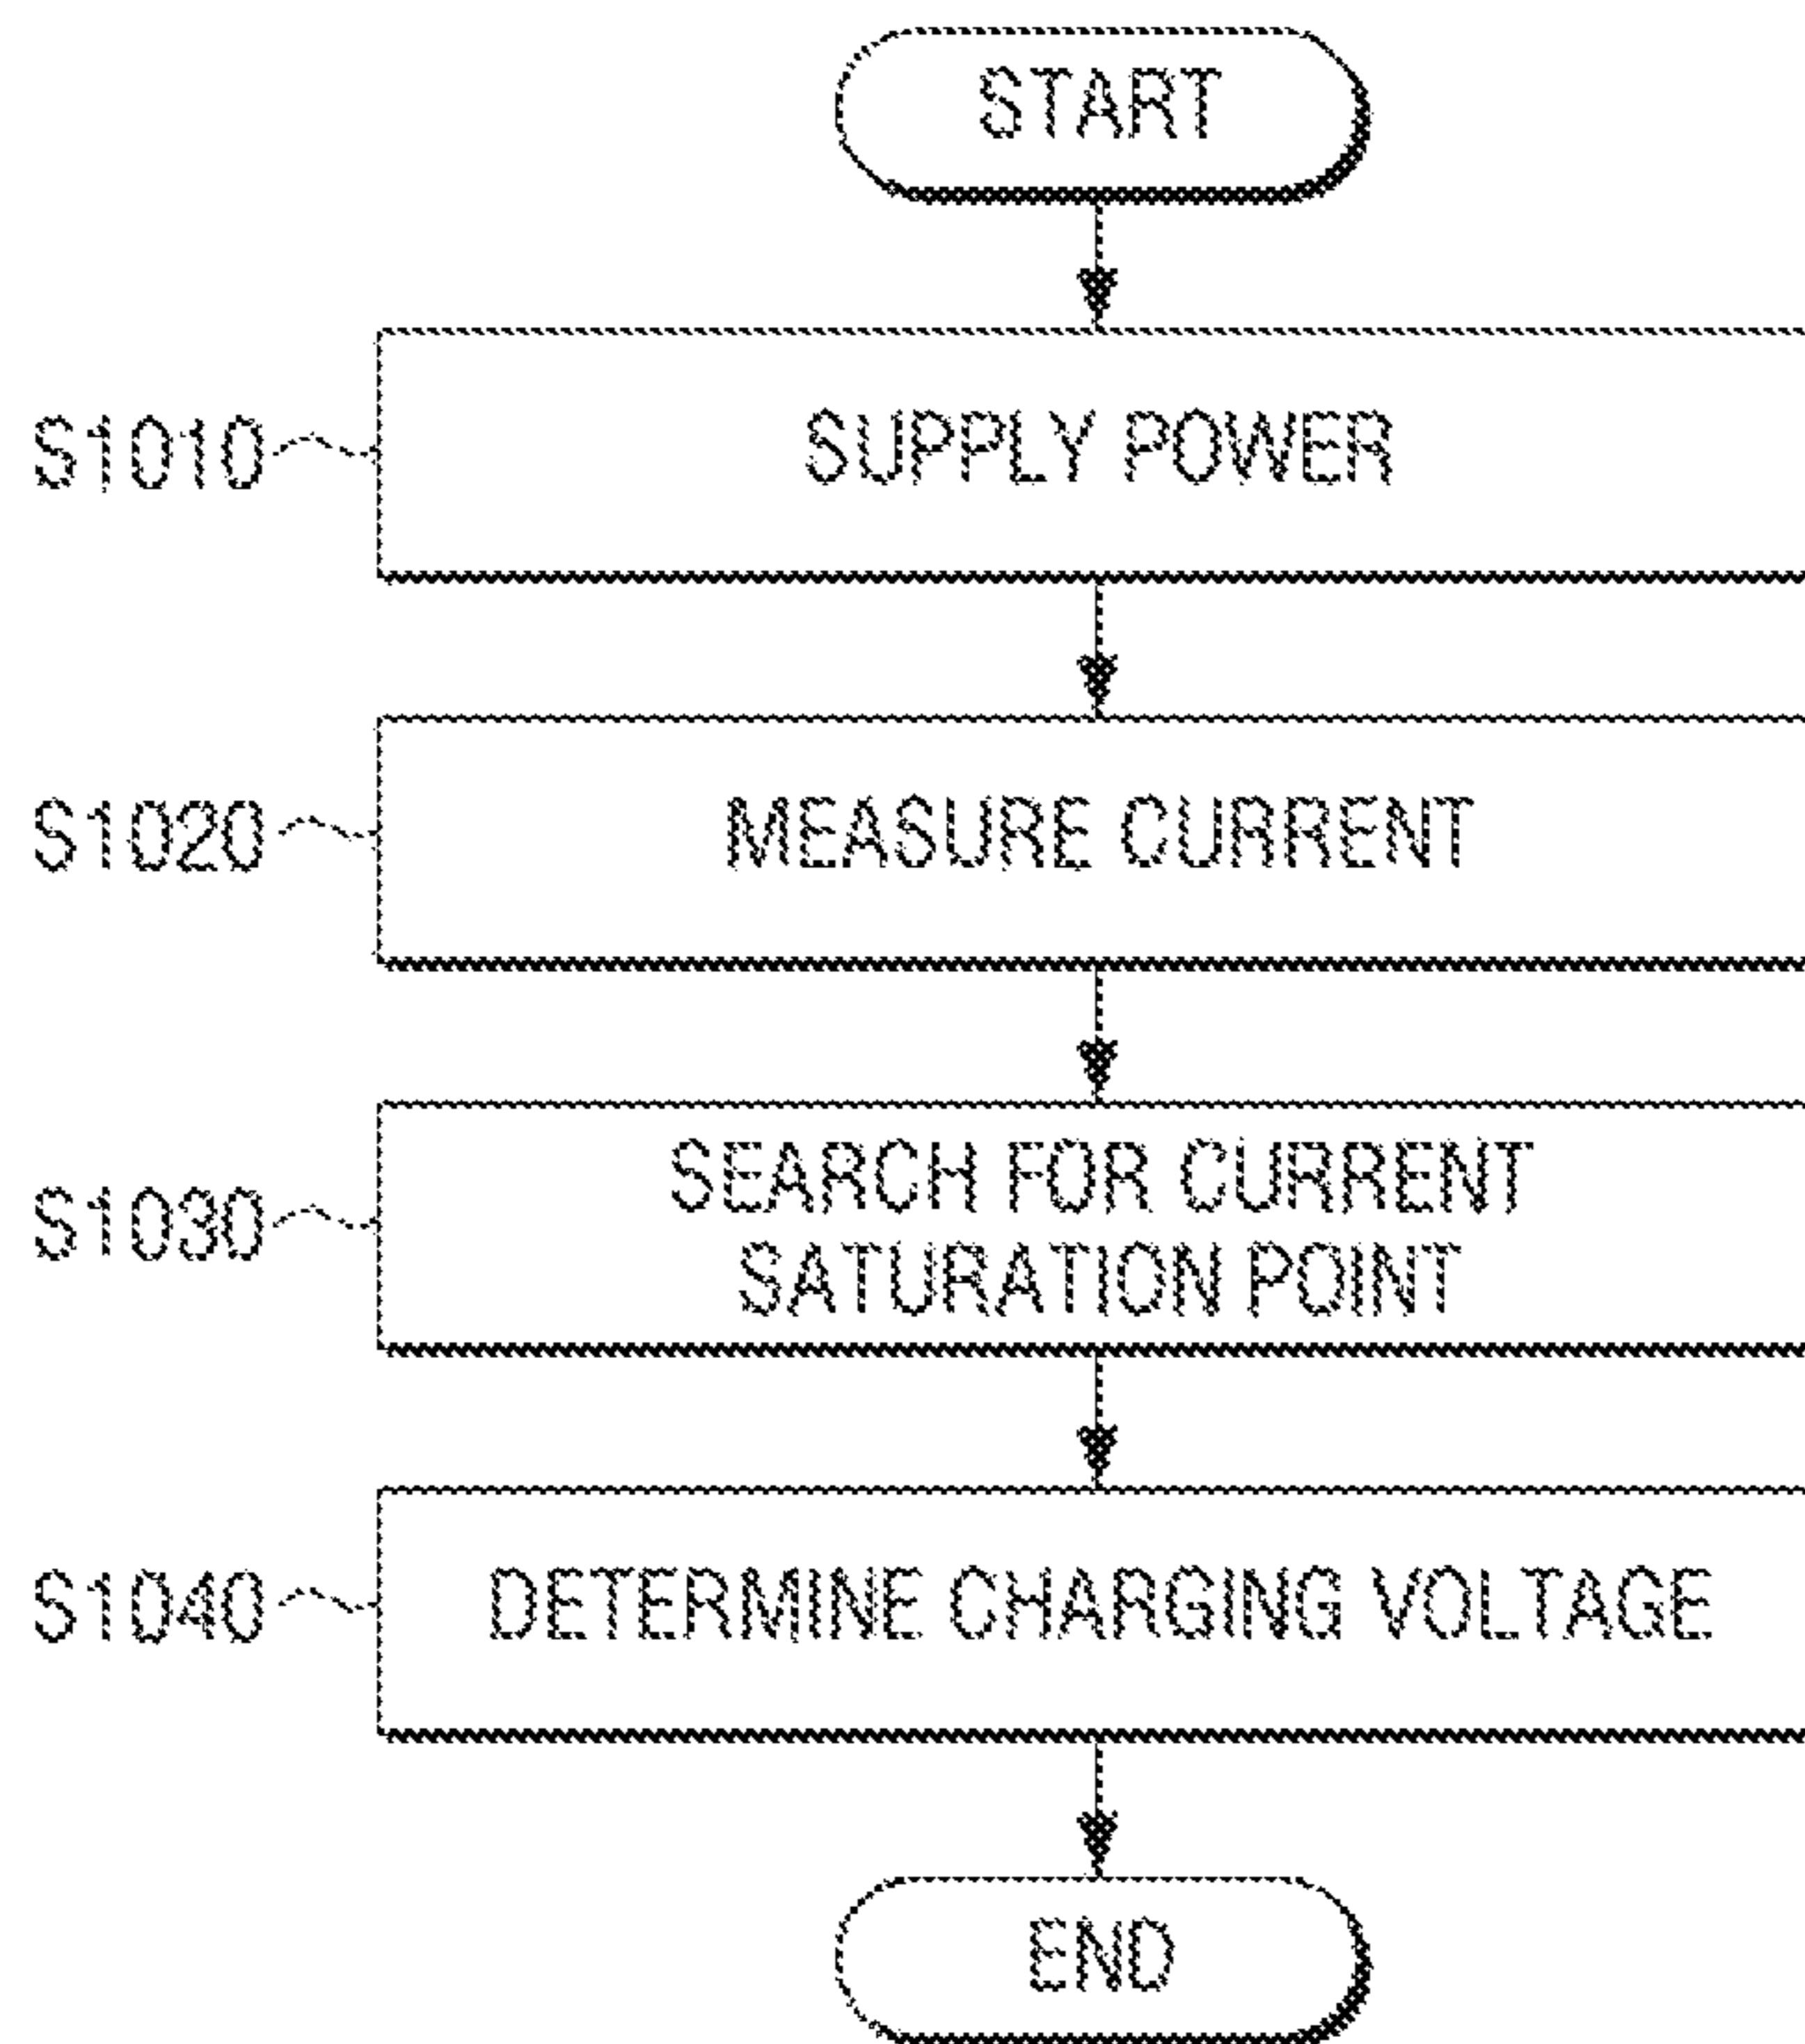 START
S1010
SUPPLY POWER
S1020
MEASURE CURRENT
S1030
SEARCH FOR CURRENT
SATURATION POINT
S1040
DETERMINE CHARGING VOLTAGE
END